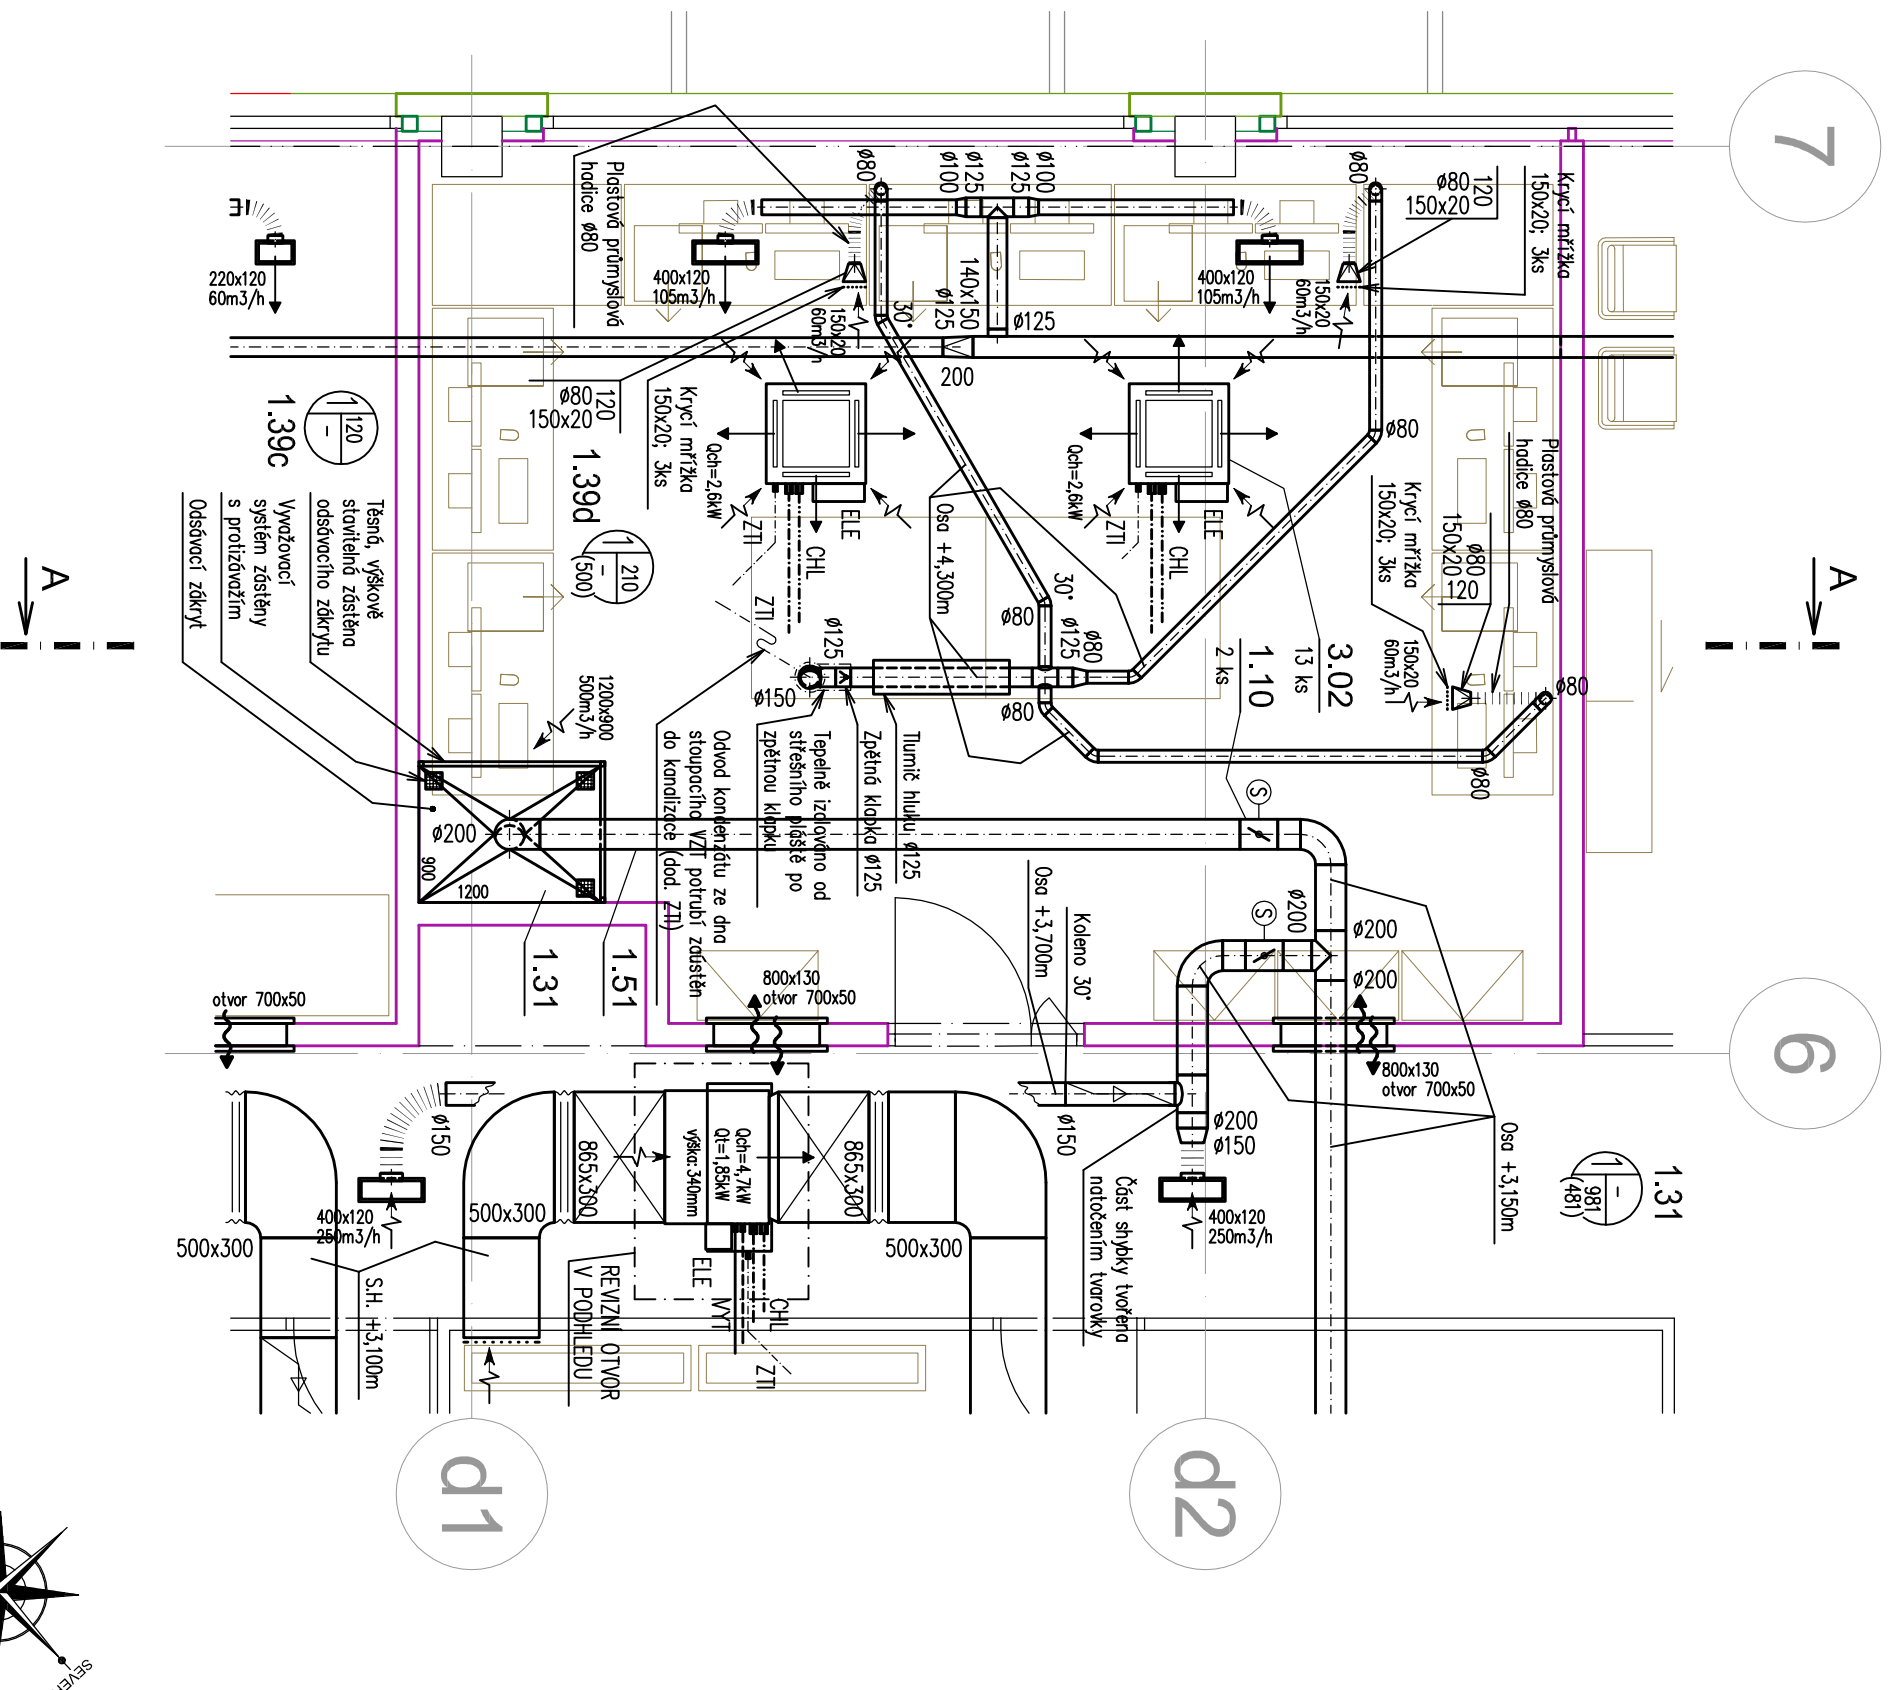 7
6
d1
d2
A
A
Krycí mřížka
150x20; 3ks
120
ø80
150x20
ø80
ø100
ø125
ø125
ø100
ø80
Plastová průmyslová
hadice ø80
220x120
60m3/h
400x120
105m3/h
150x20
60m3/h
30°
140x150
ø125
ø125
200
400x120
105m3/h
150x20
60m3/h
ø80
120
ø80
150x20
Krycí mřížka
150x20; 3ks
Qch=2,6kW
ELE
CHL
ZTI
Qch=2,6kW
ELE
CHL
ZTI
Osa +4,300m
30°
ø80
ø80
ø125
ø80
ZTI
ø125
ø150
Plastová průmyslová
hadice ø80
Krycí mřížka
150x20; 3ks
ø80
150x20
120
150x20
60m3/h
ø80
ø80
3.02
13 ks
1.10
2 ks
1
120
-
1.39c
1.39d
1
210
-
(500)
Těsná, výškově
stavitelná zástěna
odsávacího zákrytu
Vyvažovací
systém zástěny
s protizávažím
Odsávací zákryt
1200x900
500m3/h
ø200
900
1200
Tlumič hluku ø125
Zpětná klapka ø125
Tepelně izolováno od
střešního pláště po
zpětnou klapku
Odvod kondenzátu ze dna
stoupacího VZT potrubí zaústěn
do kanalizace (dod. ZTI)
S
S
ø200
ø200
ø200
1.31
1.51
otvor 700x50
800x130
otvor 700x50
800x130
otvor 700x50
Osa +3,700m
Koleno 30°
ø150
ø150
ø200
ø150
Osa +3,150m
1.31
1
-
981
(481)
Část shybky tvořena
natočením tvarovky
400x120
250m3/h
400x120
250m3/h
500x300
500x300
500x300
865x300
865x300
Qch=4,7kW
Qt=1,85kW
výška: 340mm
ELE
VYT
CHL
ZTI
REVIZNÍ OTVOR
V PODHLEDU
S.H. +3,100m